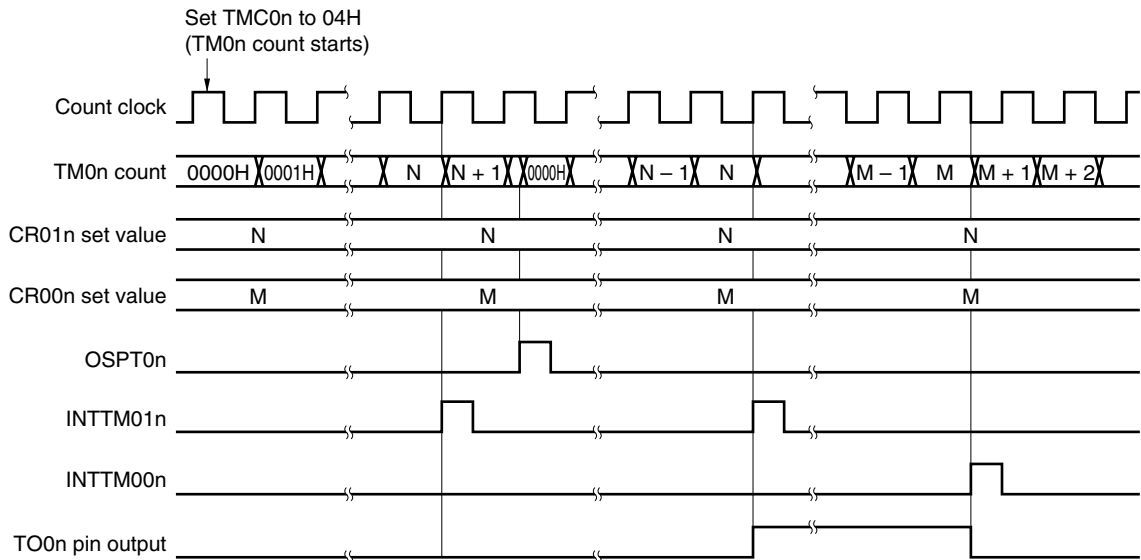 Set TMC0n to 04H
(TM0n count starts)
Count clock
TM0n count 0000H 0001H N N + 1 0000H N – 1 N M – 1 M M + 1 M + 2
CR01n set value N N N N
CR00n set value M M M M
OSPT0n
INTTM01n
INTTM00n
TO0n pin output